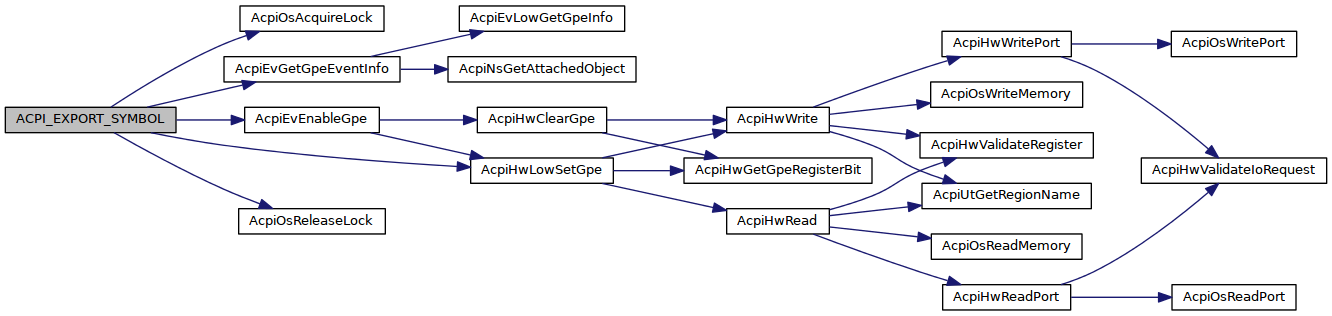 ACPI_EXPORT_SYMBOL
AcpiOsAcquireLock
AcpiEvGetGpeEventInfo
AcpiEvEnableGpe
AcpiOsReleaseLock
AcpiEvLowGetGpeInfo
AcpiNsGetAttachedObject
AcpiHwClearGpe
AcpiHwLowSetGpe
AcpiHwWrite
AcpiHwGetGpeRegisterBit
AcpiHwRead
AcpiHwWritePort
AcpiOsWriteMemory
AcpiHwValidateRegister
AcpiUtGetRegionName
AcpiOsReadMemory
AcpiHwReadPort
AcpiOsWritePort
AcpiHwValidateIoRequest
AcpiOsReadPort